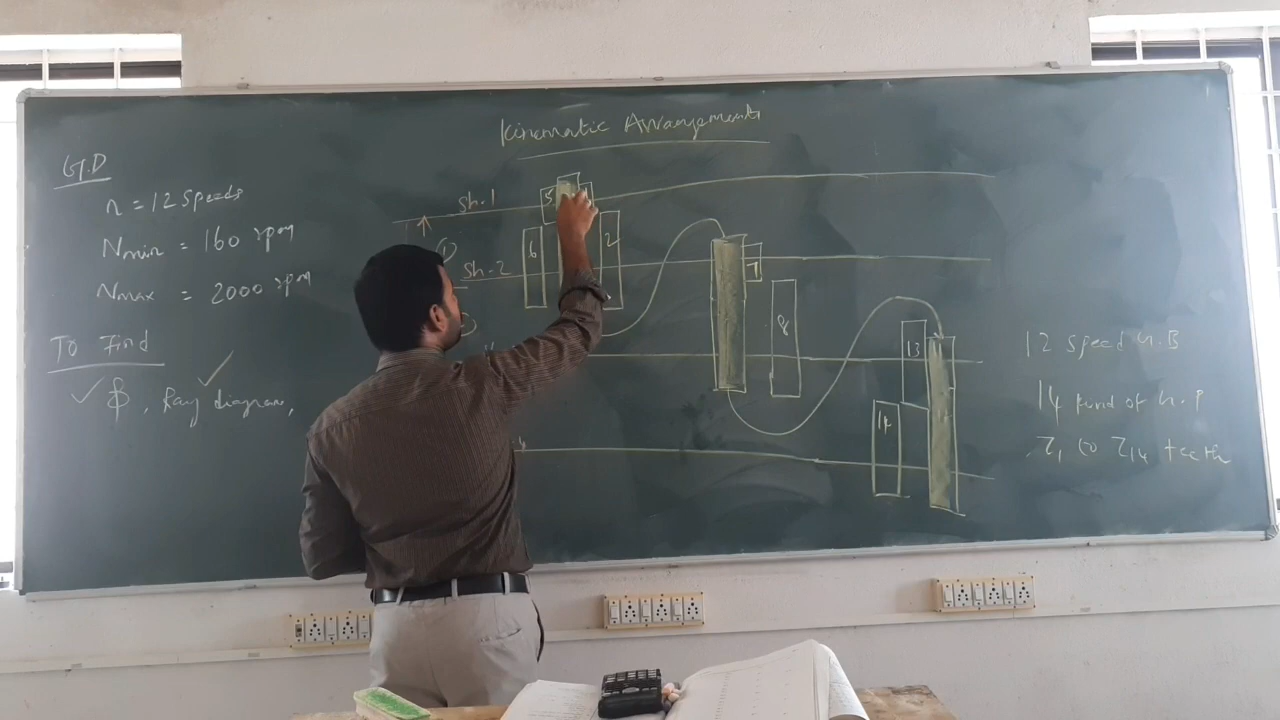 Kinematic Arrangements
G.D
n = 12 Speeds
Nmin = 160 rpm
Nmax = 2000 rpm
To Find
✓ ϕ, Ray diagram,
sh-1
5
1
6
2
sh-2
7
8
13
14
12 Speed G.B
14 of
Z1 to Z14 teeth